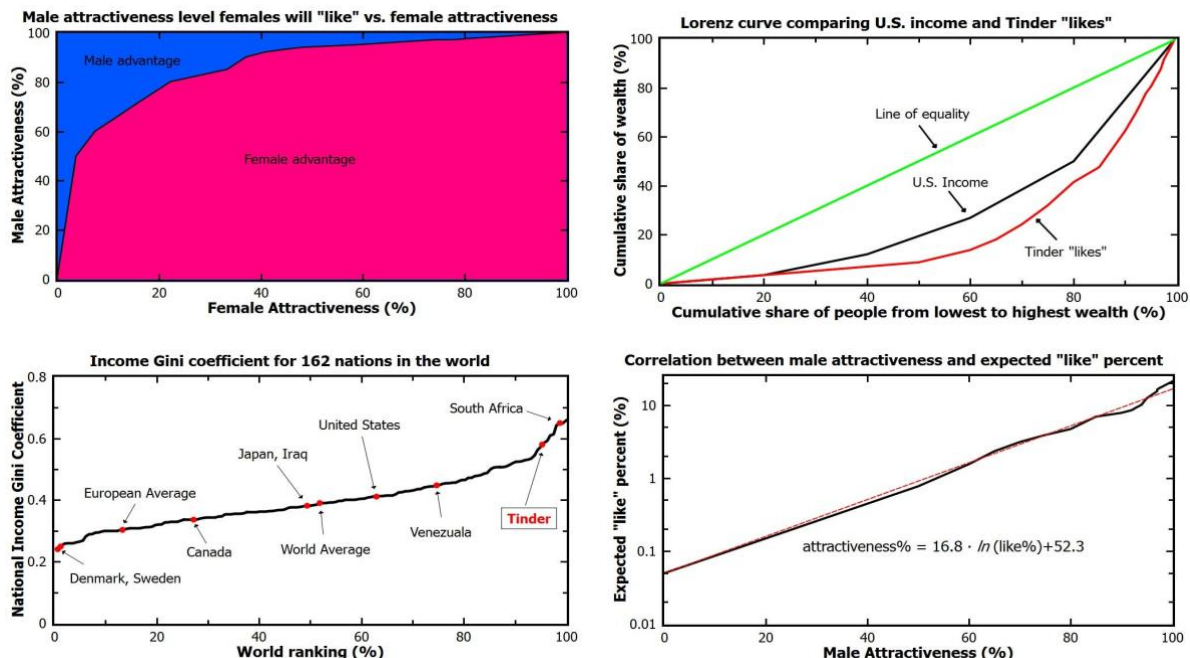 Male attractiveness level females will "like" vs. female attractiveness
Male Attractiveness (%)
100
80
60
40
20
0
Male advantage
Female advantage
0 20 40 60 80 100
Female Attractiveness (%)
Lorenz curve comparing U.S. income and Tinder "likes"
Cumulative share of wealth (%)
100
80
60
40
20
0
Line of equality
U.S. Income
Tinder "likes"
0 20 40 60 80 100
Cumulative share of people from lowest to highest wealth (%)
Income Gini coefficient for 162 nations in the world
National Income Gini Coefficient
0.8
0.6
0.4
0.2
0
South Africa
United States
Japan, Iraq
European Average
Tinder
Venezuala
Canada
World Average
Denmark, Sweden
0 20 40 60 80 100
World ranking (%)
Correlation between male attractiveness and expected "like" percent
Expected "like" percent (%)
10
1
0.1
0.01
attractiveness% = 16.8 · ln (like%)+52.3
0 20 40 60 80 100
Male Attractiveness (%)